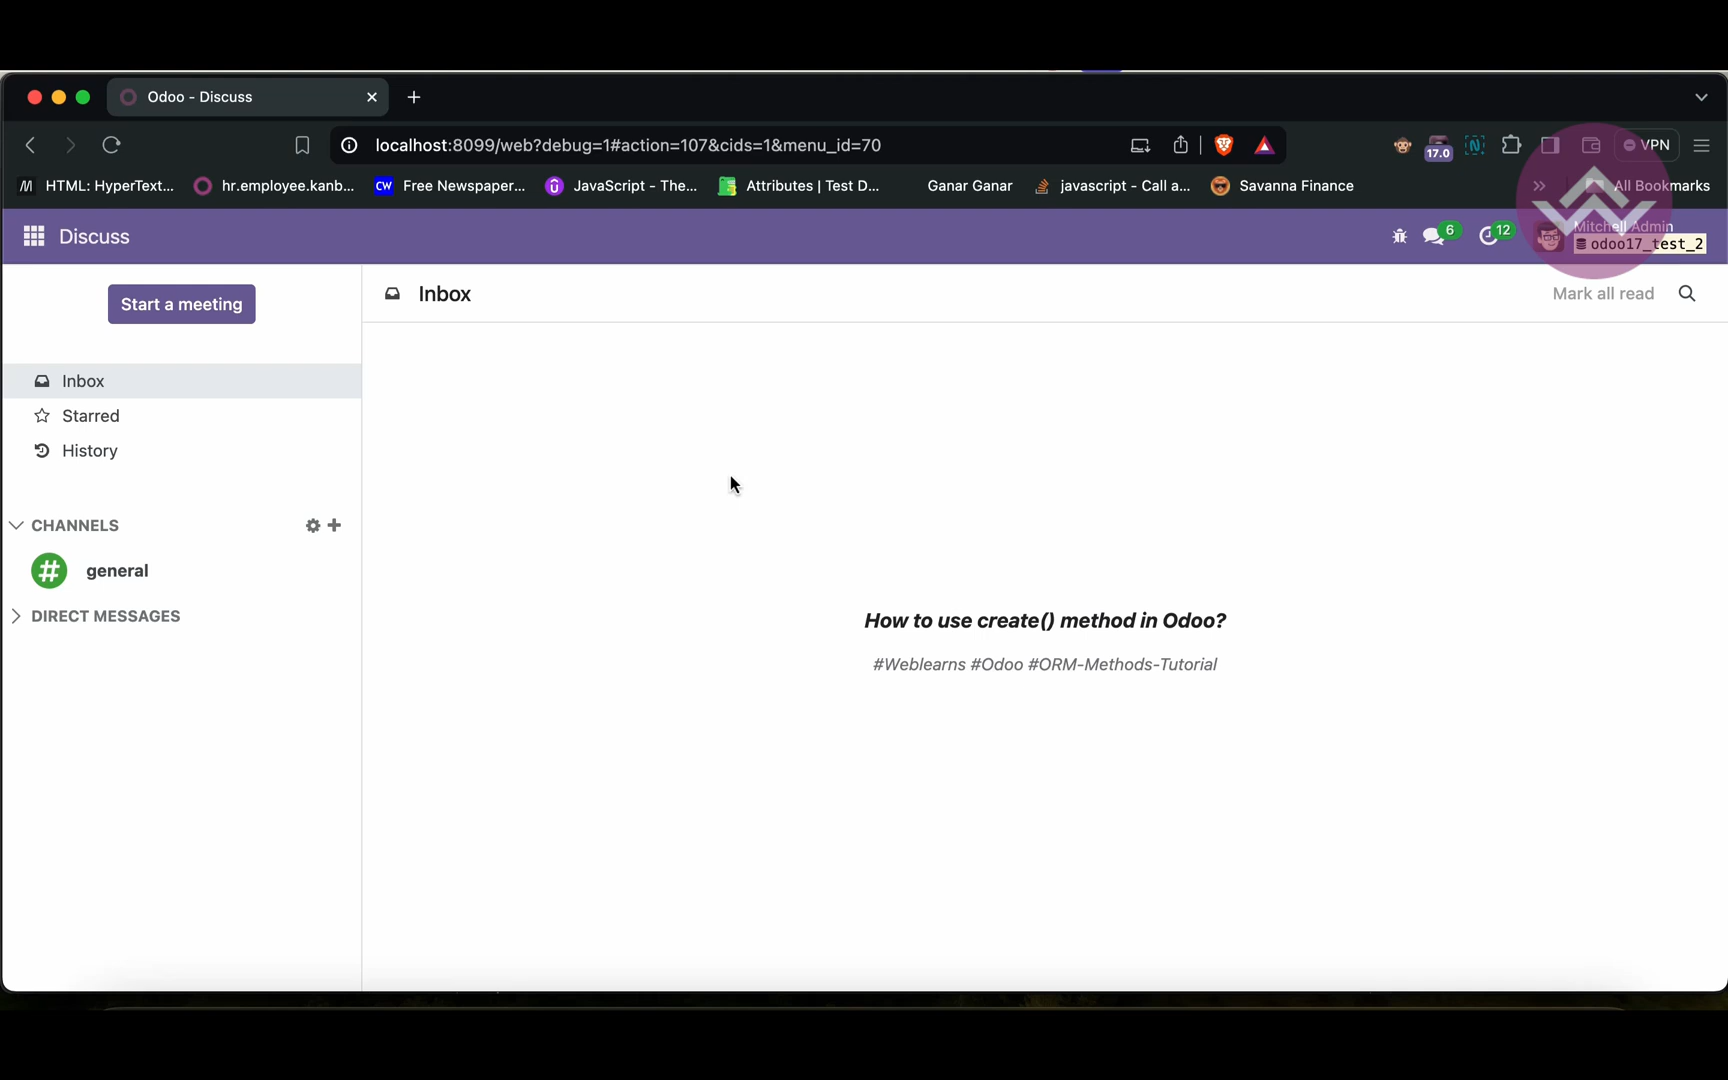 Odoo - Discuss
localhost:8099/web?debug=1#action=107&cids=1&menu_id=70
17.0
VPN
HTML: HyperText...
hr.employee.kanb...
CW Free Newspaper...
JavaScript - The...
Attributes | Test D...
Ganar Ganar
javascript - Call a...
Savanna Finance
All Bookmarks
Discuss
6
12
Mitchell Admin
odoo17_test_2
Start a meeting
Inbox
Mark all read
Inbox
Starred
History
CHANNELS
general
DIRECT MESSAGES
How to use create() method in Odoo?
#Weblearns #Odoo #ORM-Methods-Tutorial